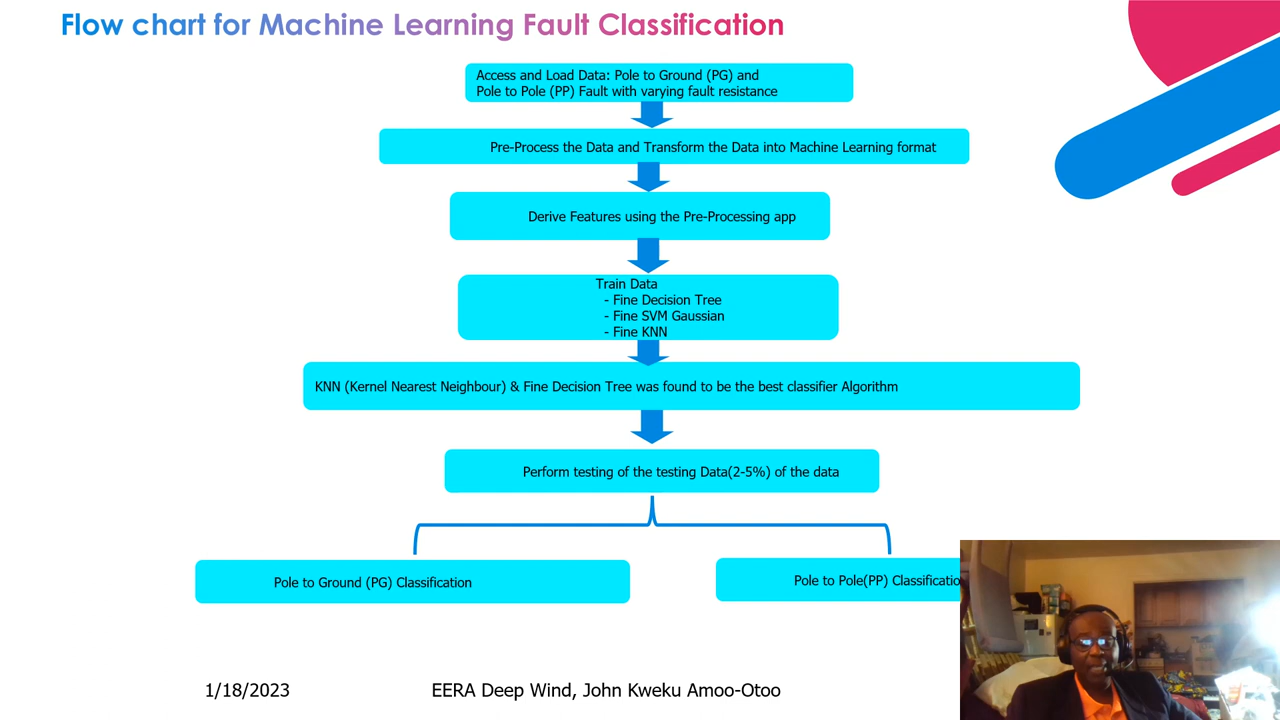 Flow chart for Machine Learning Fault Classification
Access and Load Data: Pole to Ground (PG) and
Pole to Pole (PP) Fault with varying fault resistance
Pre-Process the Data and Transform the Data into Machine Learning format
Derive Features using the Pre-Processing app
Train Data
- Fine Decision Tree
- Fine SVM Gaussian
- Fine KNN
KNN (Kernel Nearest Neighbour) & Fine Decision Tree was found to be the best classifier Algorithm
Perform testing of the testing Data(2-5%) of the data
Pole to Ground (PG) Classification
Pole to Pole(PP) Classificatio
1/18/2023
EERA Deep Wind, John Kweku Amoo-Otoo